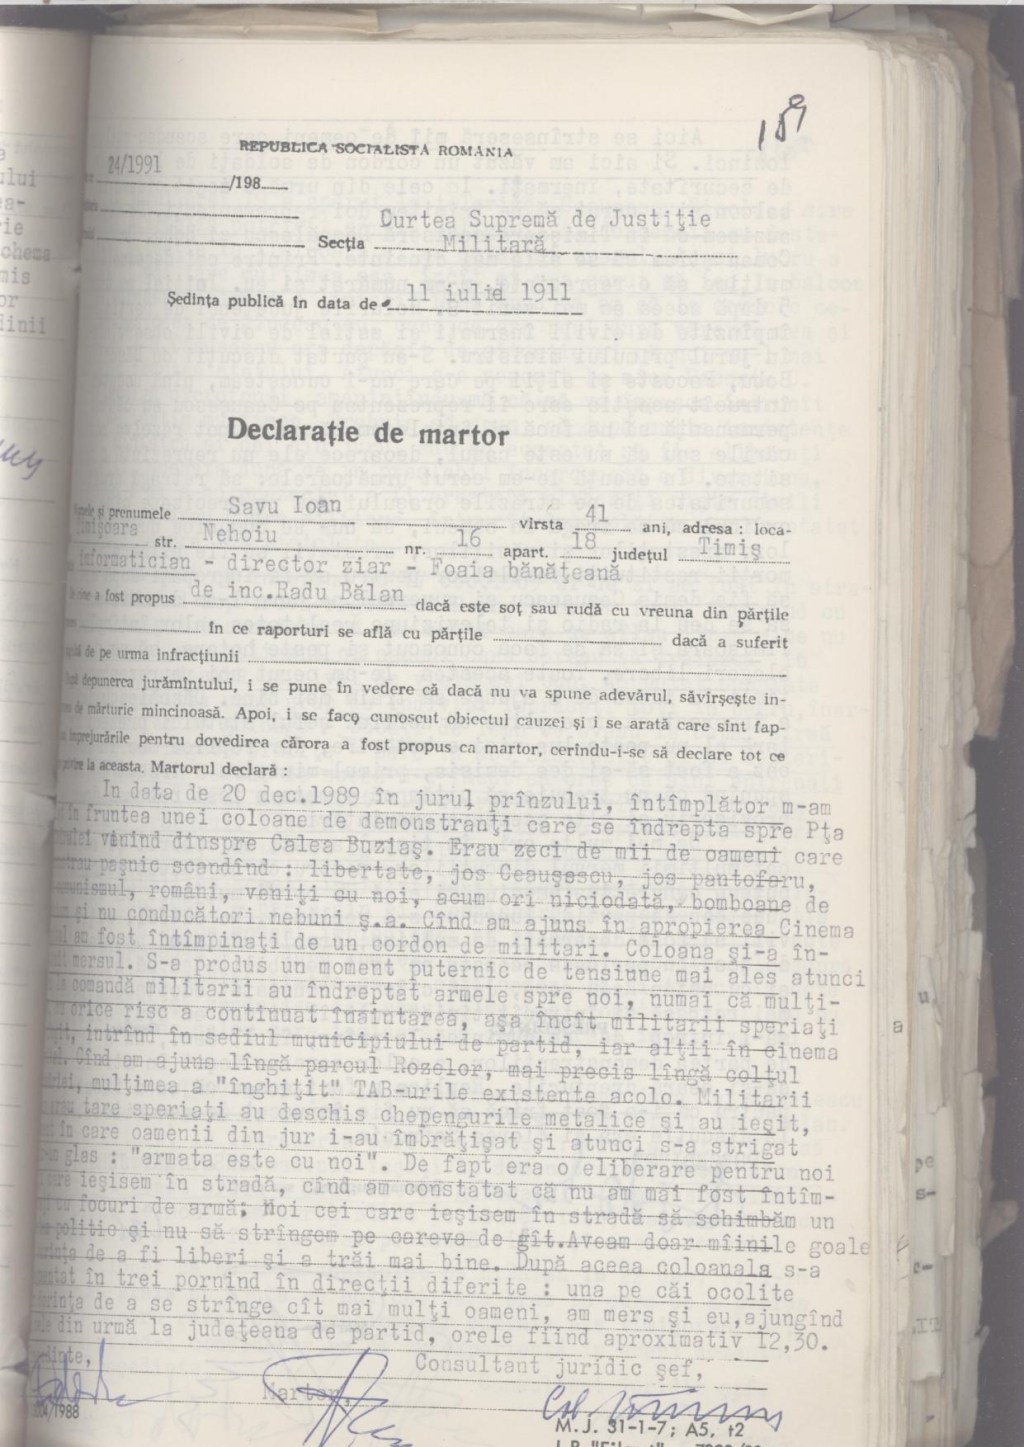 159
REPUBLICA SOCIALISTĂ ROMÂNIA
24/1991
/198
Curtea Supremă de Justiţie
Secţia Militară
Şedinţa publică în data de 11 iulie 1911
Declaraţie de martor
şi prenumele Savu Ioan vîrsta 41 ani, adresa : loca-
str. Nehoiu nr. 16 apart. 18 judeţul Timiş
informatician - director ziar - Foaia bănăţeană
a fost propus de inc.Radu Bălan dacă este soţ sau rudă cu vreuna din părţile
în ce raporturi se află cu părţile dacă a suferit
de pe urma infracţiunii
depunerea jurămîntului, i se pune în vedere că dacă nu va spune adevărul, săvîrşeşte in-
de mărturie mincinoasă. Apoi, i se face cunoscut obiectul cauzei şi i se arată care sînt fap-
împrejurările pentru dovedirea cărora a fost propus ca martor, cerîndu-i-se să declare tot ce
la aceasta. Martorul declară :
In data de 20 dec.1989 în jurul prînzului, întîmplător m-am
în fruntea unei coloane de demonstranţi care se îndrepta spre Pţa
venind dinspre Calea Buziaş. Erau zeci de mii de oameni care
paşnic scandînd : libertate, jos Ceauşescu, jos pantofaru,
români, veniţi cu noi, acum ori niciodată, bomboane de
şi nu conducători nebuni ş.a. Cînd am ajuns în apropierea Cinema
am fost întîmpinaţi de un cordon de militari. Coloana şi-a în-
mersul. S-a produs un moment puternic de tensiune mai ales atunci
comandă militarii au îndreptat armele spre noi, numai că mulţi-
orice risc a continuat înaintarea, aşa încît militarii speriaţi
intrînd în sediul municipiului de partid, iar alţii în cinema
Cînd am ajuns lîngă parcul Rozelor, mai precis lîngă colţul
mulţimea a "înghiţit" TAB-urile existente acolo. Militarii
tare speriaţi au deschis chepengurile metalice şi au ieşit,
în care oamenii din jur i-au îmbrăţişat şi atunci s-a strigat
glas : "armata este cu noi". De fapt era o eliberare pentru noi
ieşisem în stradă, cînd am constatat că nu am mai fost întîm-
cu focuri de armă; Noi cei care ieşisem în stradă să schimbăm un
politic şi nu să strîngem pe careva de gît.Aveam doar mîinile goale
de a fi liberi şi a trăi mai bine. După aceea coloanala s-a
în trei pornind în direcţii diferite : una pe căi ocolite
de a se strînge cît mai mulţi oameni, am mers şi eu,ajungînd
din urmă la judeţeana de partid, orele fiind aproximativ 12,30.
Consultant juridic şef,
Martor,
M.J. 31-1-7; A5, t2